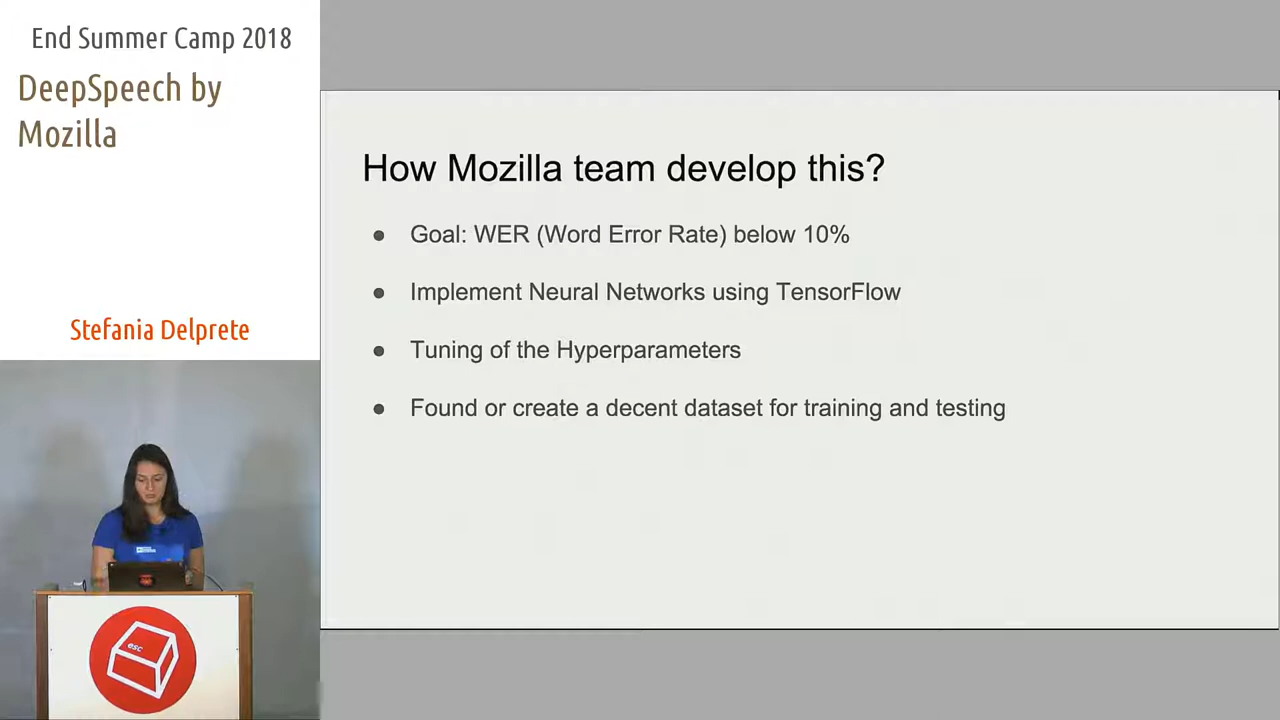 End Summer Camp 2018
DeepSpeech by
Mozilla
Stefania Delprete
How Mozilla team develop this?
● Goal: WER (Word Error Rate) below 10%
● Implement Neural Networks using TensorFlow
● Tuning of the Hyperparameters
● Found or create a decent dataset for training and testing
esc